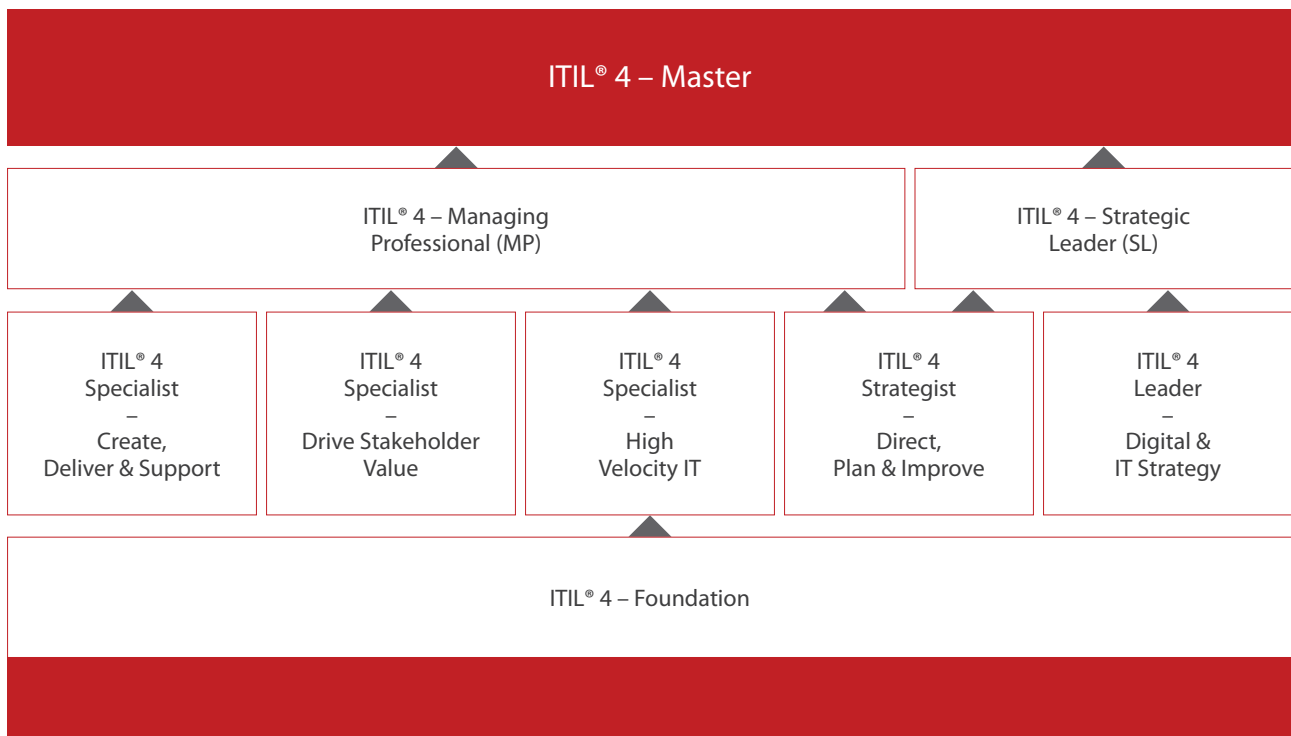 ITIL® 4 – Master
ITIL® 4 – Managing
Professional (MP)
ITIL® 4 – Strategic
Leader (SL)
ITIL® 4
Specialist
–
Create,
Deliver & Support
ITIL® 4
Specialist
–
Drive Stakeholder
Value
ITIL® 4
Specialist
–
High
Velocity IT
ITIL® 4
Strategist
–
Direct,
Plan & Improve
ITIL® 4
Leader
–
Digital &
IT Strategy
ITIL® 4 – Foundation